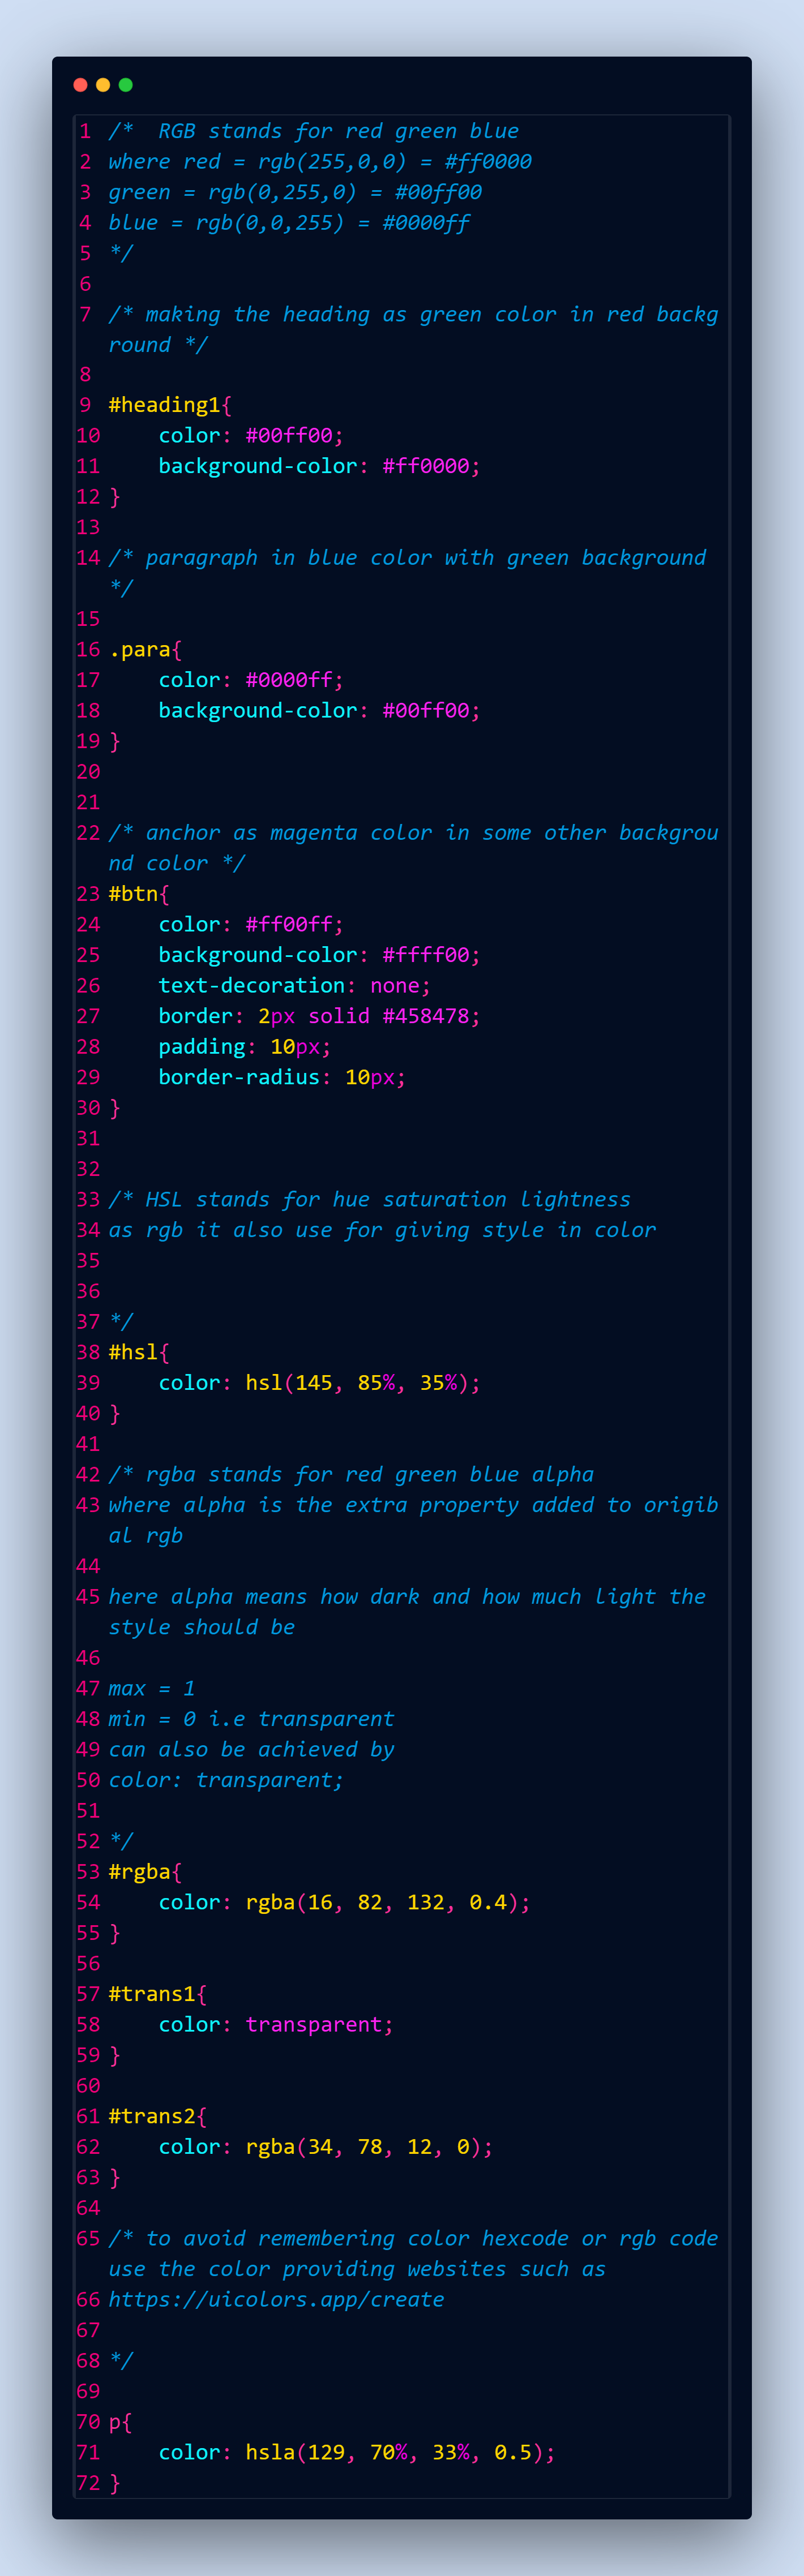 1 /*  RGB stands for red green blue
2 where red = rgb(255,0,0) = #ff0000
3 green = rgb(0,255,0) = #00ff00
4 blue = rgb(0,0,255) = #0000ff
5 */
6
7 /* making the heading as green color in red backg
round */
8
9 #heading1{
10     color: #00ff00;
11     background-color: #ff0000;
12 }
13
14 /* paragraph in blue color with green background
*/
15
16 .para{
17     color: #0000ff;
18     background-color: #00ff00;
19 }
20
21
22 /* anchor as magenta color in some other backgrou
nd color */
23 #btn{
24     color: #ff00ff;
25     background-color: #ffff00;
26     text-decoration: none;
27     border: 2px solid #458478;
28     padding: 10px;
29     border-radius: 10px;
30 }
31
32
33 /* HSL stands for hue saturation lightness
34 as rgb it also use for giving style in color
35
36
37 */
38 #hsl{
39     color: hsl(145, 85%, 35%);
40 }
41
42 /* rgba stands for red green blue alpha
43 where alpha is the extra property added to origib
al rgb
44
45 here alpha means how dark and how much light the
style should be
46
47 max = 1
48 min = 0 i.e transparent
49 can also be achieved by
50 color: transparent;
51
52 */
53 #rgba{
54     color: rgba(16, 82, 132, 0.4);
55 }
56
57 #trans1{
58     color: transparent;
59 }
60
61 #trans2{
62     color: rgba(34, 78, 12, 0);
63 }
64
65 /* to avoid remembering color hexcode or rgb code
use the color providing websites such as
66 https://uicolors.app/create
67
68 */
69
70 p{
71     color: hsla(129, 70%, 33%, 0.5);
72 }